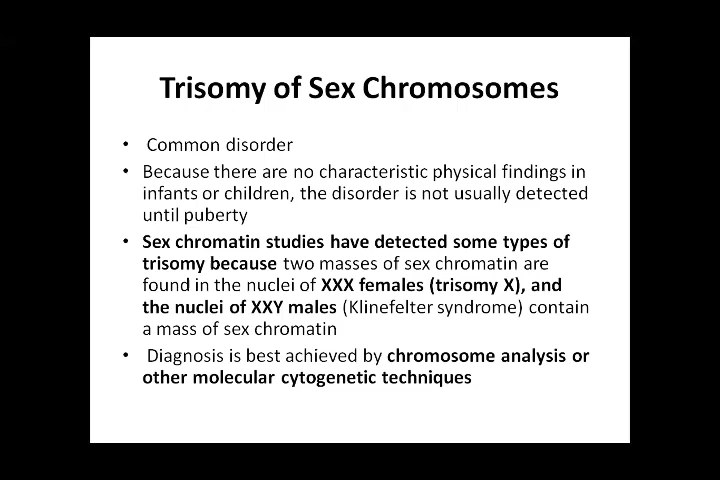 Trisomy of Sex Chromosomes
• Common disorder
• Because there are no characteristic physical findings in
infants or children, the disorder is not usually detected
until puberty
• Sex chromatin studies have detected some types of
trisomy because two masses of sex chromatin are
found in the nuclei of XXX females (trisomy X), and
the nuclei of XXY males (Klinefelter syndrome) contain
a mass of sex chromatin
• Diagnosis is best achieved by chromosome analysis or
other molecular cytogenetic techniques